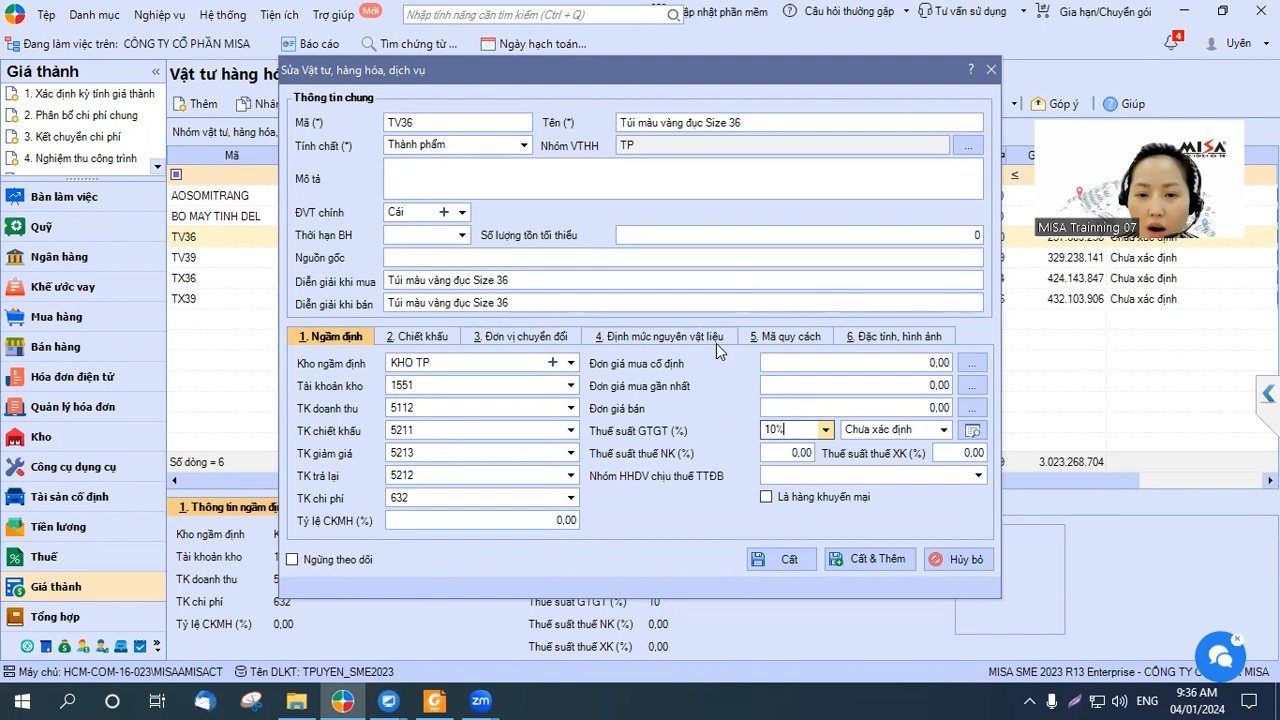 Tệp Danh mục Nghiệp vụ Hệ thống Tiện ích Trợ giúp Mới Nhập tính năng cần tìm kiếm (Ctrl + Q) nhật phần mềm Câu hỏi thường gặp Tư vấn sử dụng Gia hạn/Chuyển gói
Đang làm việc trên: CÔNG TY CỔ PHẦN MISA Báo cáo Tìm chứng từ ... Ngày hạch toán... 4 Uyên
Giá thành «
1. Xác định kỳ tính giá thành
2. Phân bổ chi phí chung
3. Kết chuyển chi phí
4. Nghiệm thu công trình
Bàn làm việc
Quỹ
Ngân hàng
Khế ước vay
Mua hàng
Bán hàng
Hóa đơn điện tử
Quản lý hóa đơn
Kho
Công cụ dụng cụ
Tài sản cố định
Tiền lương
Thuế
Giá thành
Tổng hợp
Vật tư hàng hó
Thêm Nhân Góp ý Giúp
Nhóm vật tư, hàng hóa,
Mã
≤
AOSOMITRANG
BO MAY TINH DEL
TV36
TV39 329.238.141 Chưa xác định
TX36 424.143.847 Chưa xác định
TX39 432.103.906 Chưa xác định
Số dòng = 6 3.023.268.704
1. Thông tin ngầm đị
Kho ngầm định
Tài khoản kho 1
TK doanh thu 5
TK chi phí 632 Thuế suất GTGT (%) 10
Tỷ lệ CKMH (%) 0,00 Thuế suất thuế NK (%) 0,00
Thuế suất thuế XK (%) 0,00
Sửa Vật tư, hàng hóa, dịch vụ ?
Thông tin chung
Mã (*) TV36 Tên (*) Túi màu vàng đục Size 36
Tính chất (*) Thành phẩm Nhóm VTHH TP ...
Mô tả
ĐVT chính Cái
Thời hạn BH Số lượng tồn tối thiểu 0
Nguồn gốc
Diễn giải khi mua Túi màu vàng đục Size 36
Diễn giải khi bán Túi màu vàng đục Size 36
1. Ngầm định 2. Chiết khấu 3. Đơn vị chuyển đổi 4. Định mức nguyên vật liệu 5. Mã quy cách 6. Đặc tính, hình ảnh
Kho ngầm định KHO TP Đơn giá mua cố định 0,00 ...
Tài khoản kho 1551 Đơn giá mua gần nhất 0,00 ...
TK doanh thu 5112 Đơn giá bán 0,00 ...
TK chiết khấu 5211 Thuế suất GTGT (%) 10% Chưa xác định
TK giảm giá 5213 Thuế suất thuế NK (%) 0,00 Thuế suất thuế XK (%) 0,00
TK trả lại 5212 Nhóm HHDV chịu thuế TTĐB
TK chi phí 632 Là hàng khuyến mại
Tỷ lệ CKMH (%) 0,00
Ngừng theo dõi Cất Cất & Thêm Hủy bỏ
MISA
MISA Trainning 07
Máy chủ: HCM-COM-16-023\MISAAMISACT Tên DLKT: TPUYEN_SME2023 MISA SME 2023 R13 Enterprise - CÔNG TY
zm ENG 9:36 AM
04/01/2024